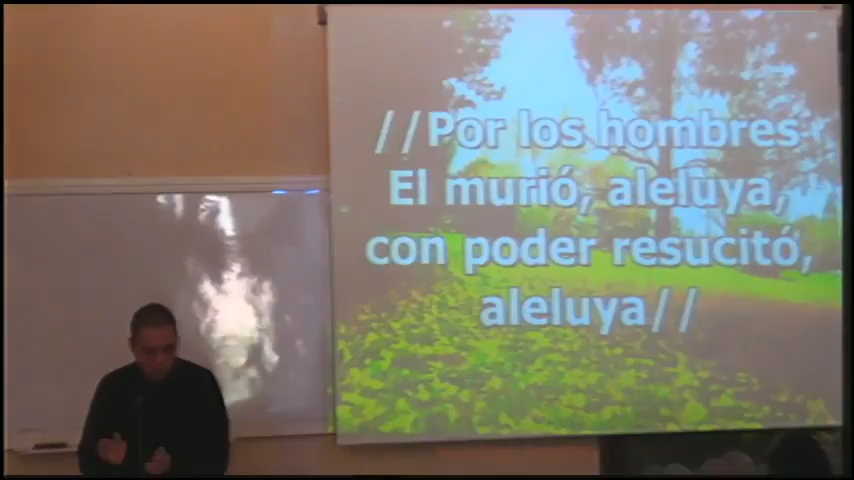 //Por los hombres
El murió, aleluya,
con poder resucitó,
aleluya//